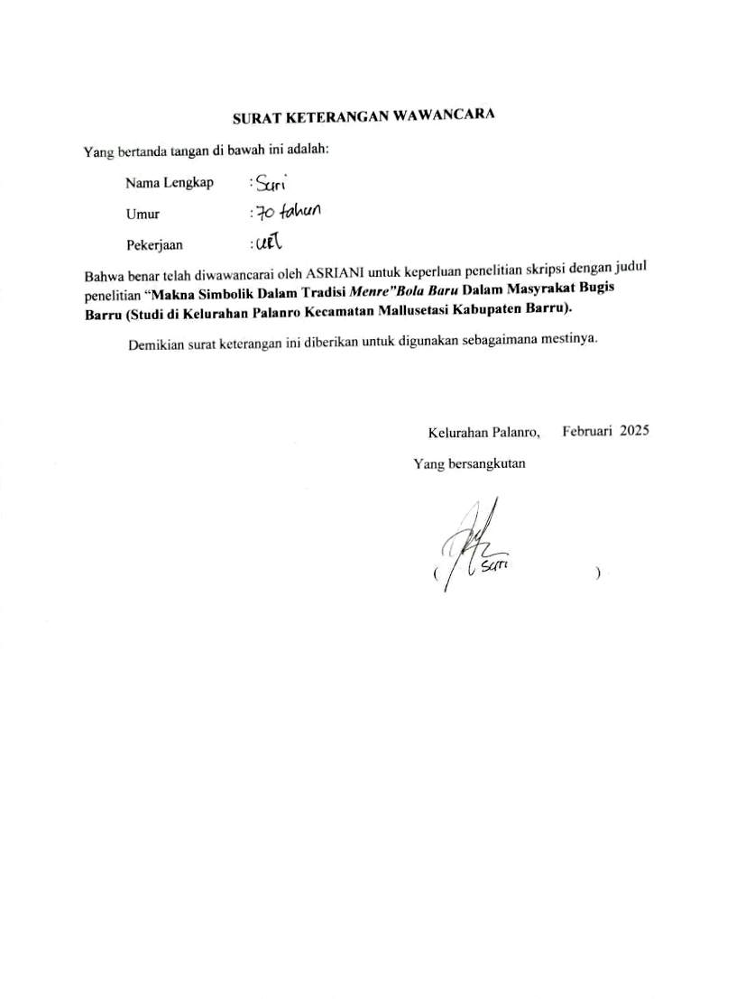 SURAT KETERANGAN WAWANCARA
Yang bertanda tangan di bawah ini adalah:
Nama Lengkap : Suri
Umur : 70 tahun
Pekerjaan :
Bahwa benar telah diwawancarai oleh ASRIANI untuk keperluan penelitian skripsi dengan judul
penelitian “Makna Simbolik Dalam Tradisi Menre”Bola Baru Dalam Masyrakat Bugis
Barru (Studi di Kelurahan Palanro Kecamatan Mallusetasi Kabupaten Barru).
Demikian surat keterangan ini diberikan untuk digunakan sebagaimana mestinya.
Kelurahan Palanro, Februari 2025
Yang bersangkutan
( Suri )